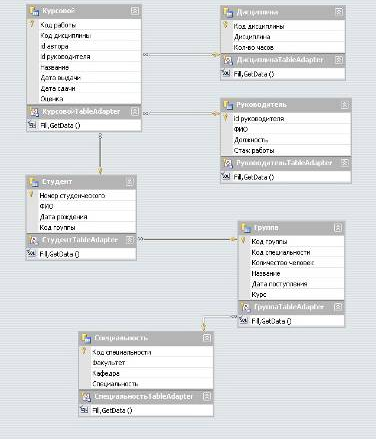 Курсовой
Код работы
Код дисциплины
id автора
id руководителя
Название
Дата выдачи
Дата сдачи
Оценка
КурсовойTableAdapter
Fill,GetData ()
Дисциплина
Код дисциплины
Дисциплина
Кол-во часов
ДисциплинаTableAdapter
Fill,GetData ()
Руководитель
id руководителя
ФИО
Должность
Стаж работы
РуководительTableAdapter
Fill,GetData ()
Студент
Номер студенческого
ФИО
Дата рождения
Код группы
СтудентTableAdapter
Fill,GetData ()
Группа
Код группы
Код специальности
Количество человек
Название
Дата поступления
Курс
ГруппаTableAdapter
Fill,GetData ()
Специальность
Код специальности
Факультет
Кафедра
Специальность
СпециальностьTableAdapter
Fill,GetData ()